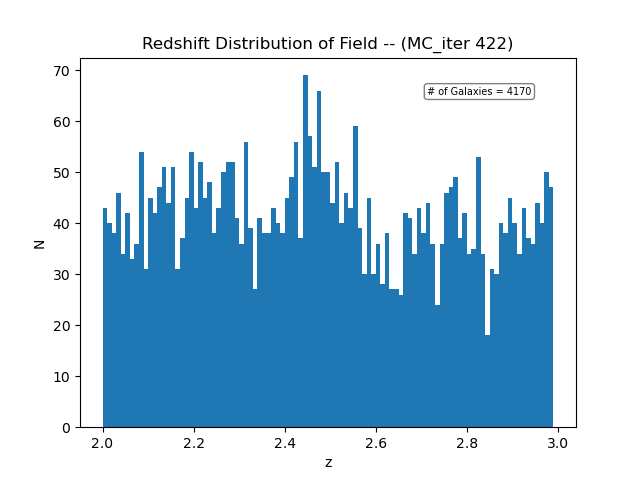 Redshift Distribution of Field -- (MC_iter 422)
# of Galaxies = 4170
70
60
50
40
30
20
10
0
N
2.0 2.2 2.4 2.6 2.8 3.0
z